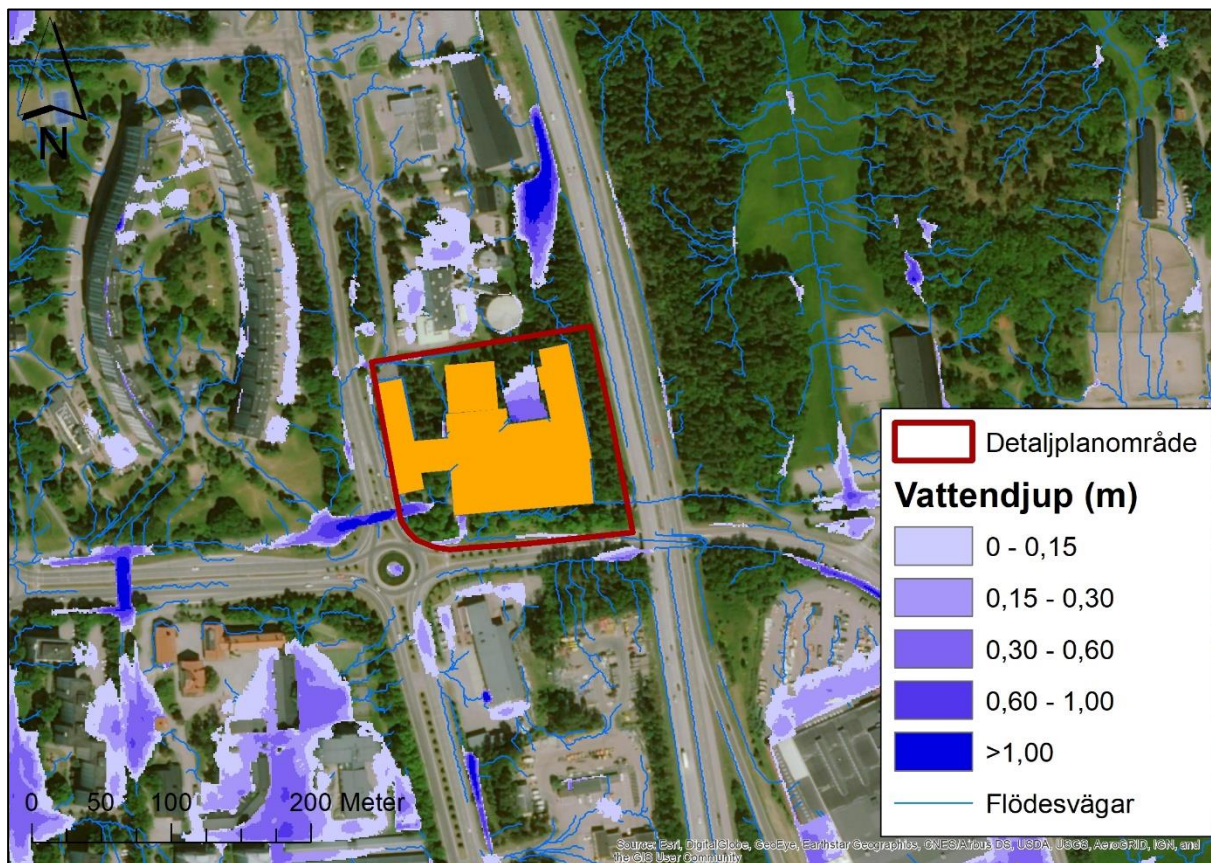 N
Detaljplanområde
Vattendjup (m)
0 - 0,15
0,15 - 0,30
0,30 - 0,60
0,60 - 1,00
>1,00
Flödesvägar
0 50 100 200 Meter
Source: Esri, DigitalGlobe, GeoEye, Earthstar Geographics, CNES/Airbus DS, USDA, USGS, AeroGRID, IGN, and
the GIS User Community